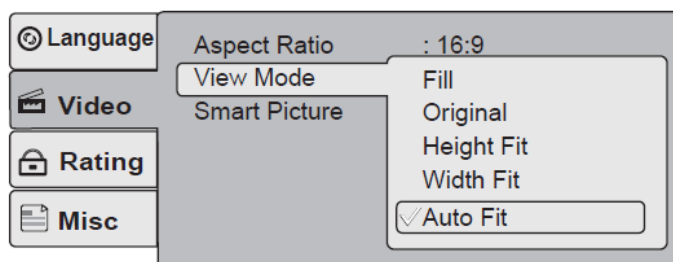 Language
Video
Rating
Misc
Aspect Ratio : 16:9
View Mode
Smart Picture
Fill
Original
Height Fit
Width Fit
Auto Fit